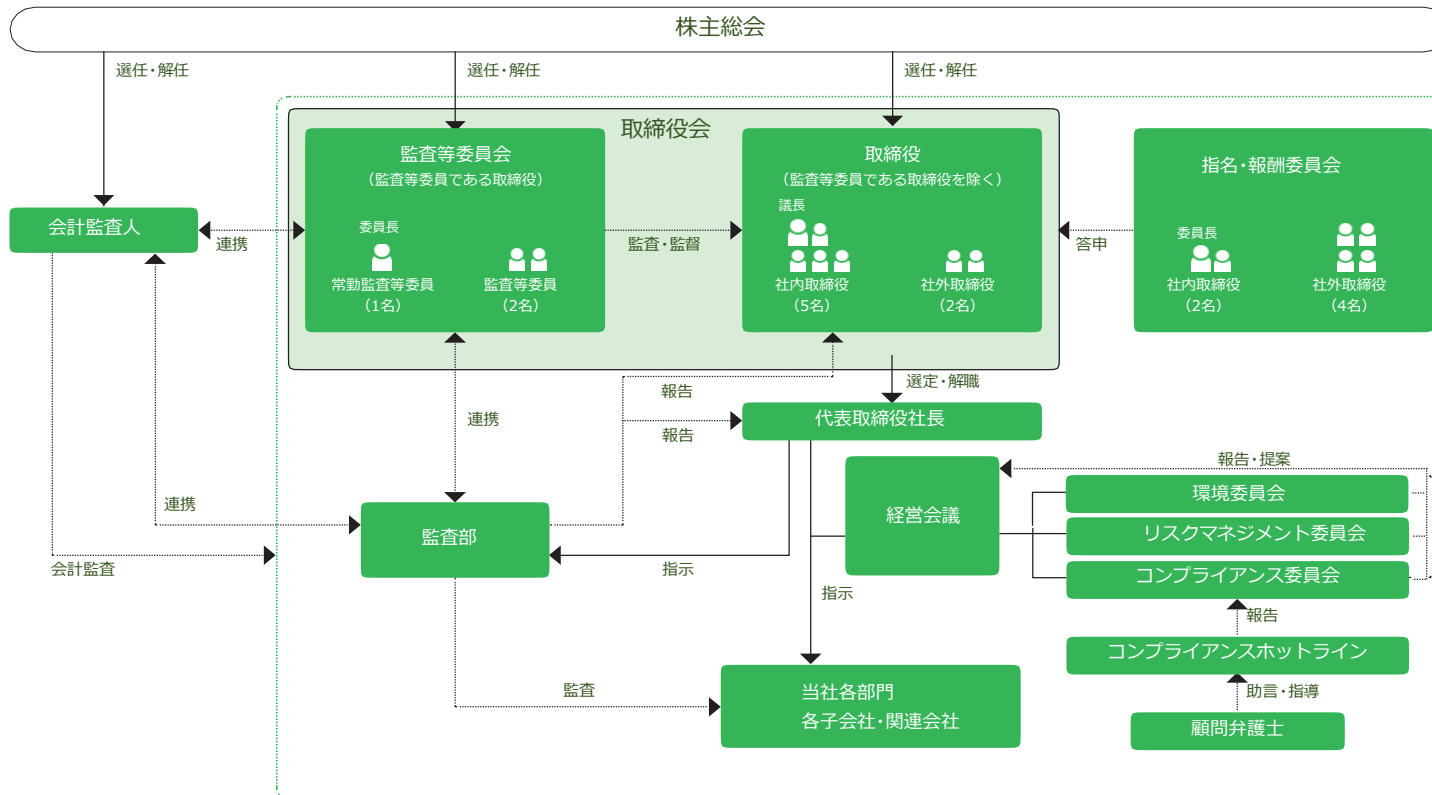 株主総会
選任・解任
選任・解任
選任・解任
取締役会
監査等委員会
（監査等委員である取締役）
委員長
常勤監査等委員
（1名）
監査等委員
（2名）
監査・監督
取締役
（監査等委員である取締役を除く）
議長
社内取締役
（5名）
社外取締役
（2名）
答申
指名・報酬委員会
委員長
社内取締役
（2名）
社外取締役
（4名）
会計監査人
連携
選定・解職
報告
報告
連携
代表取締役社長
報告・提案
連携
監査部
経営会議
環境委員会
リスクマネジメント委員会
コンプライアンス委員会
会計監査
指示
指示
報告
コンプライアンスホットライン
助言・指導
顧問弁護士
監査
当社各部門
各子会社・関連会社